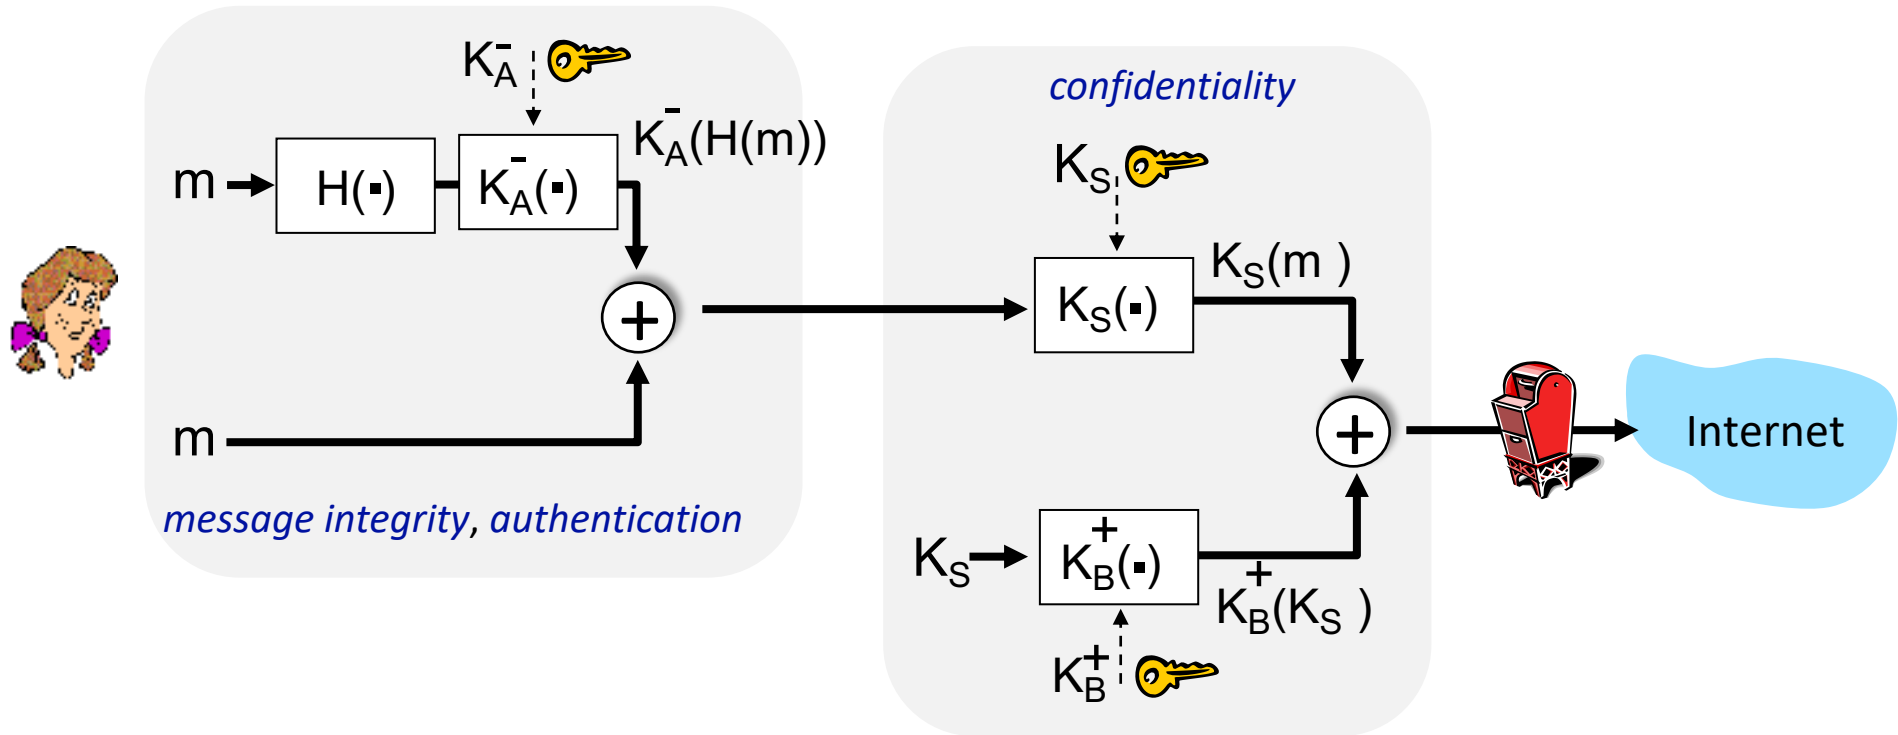 K⁻A
K⁻A(H(m))
m
H(▪)
K⁻A(▪)
m
message integrity, authentication
confidentiality
KS
KS(▪)
KS(m )
KS
K⁺B(▪)
K⁺B(KS )
K⁺B
Internet
+
+